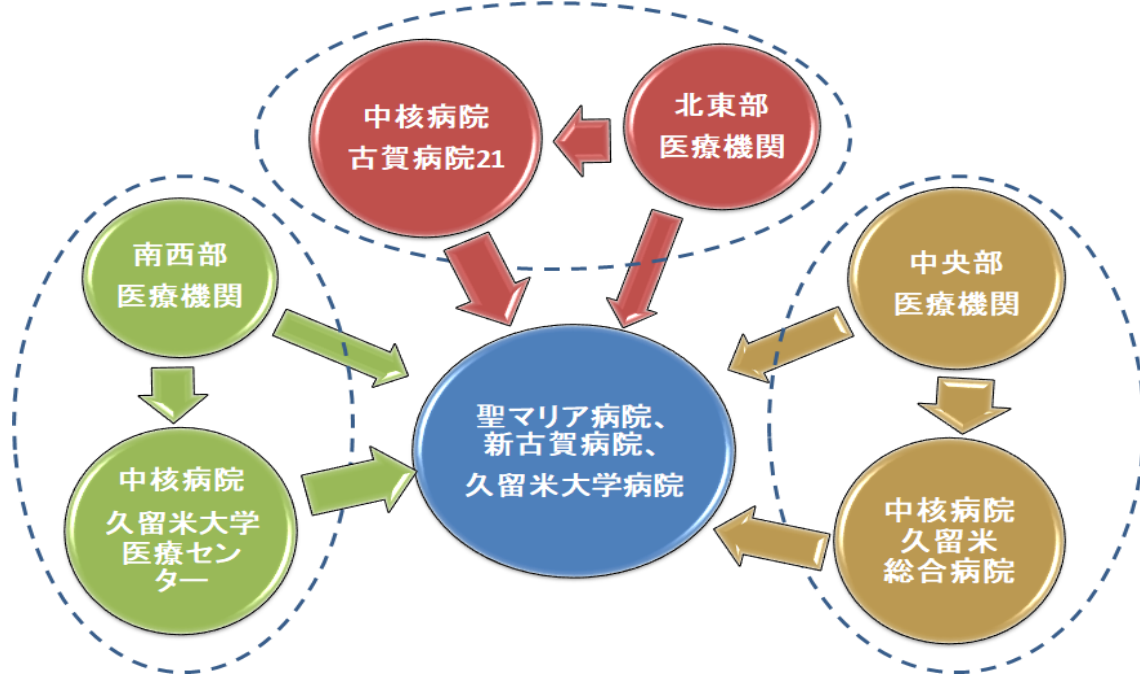 中核病院
古賀病院21
北東部
医療機関
南西部
医療機関
中央部
医療機関
聖マリア病院、
新古賀病院、
久留米大学病院
中核病院
久留米大学
医療セン
ター
中核病院
久留米
総合病院